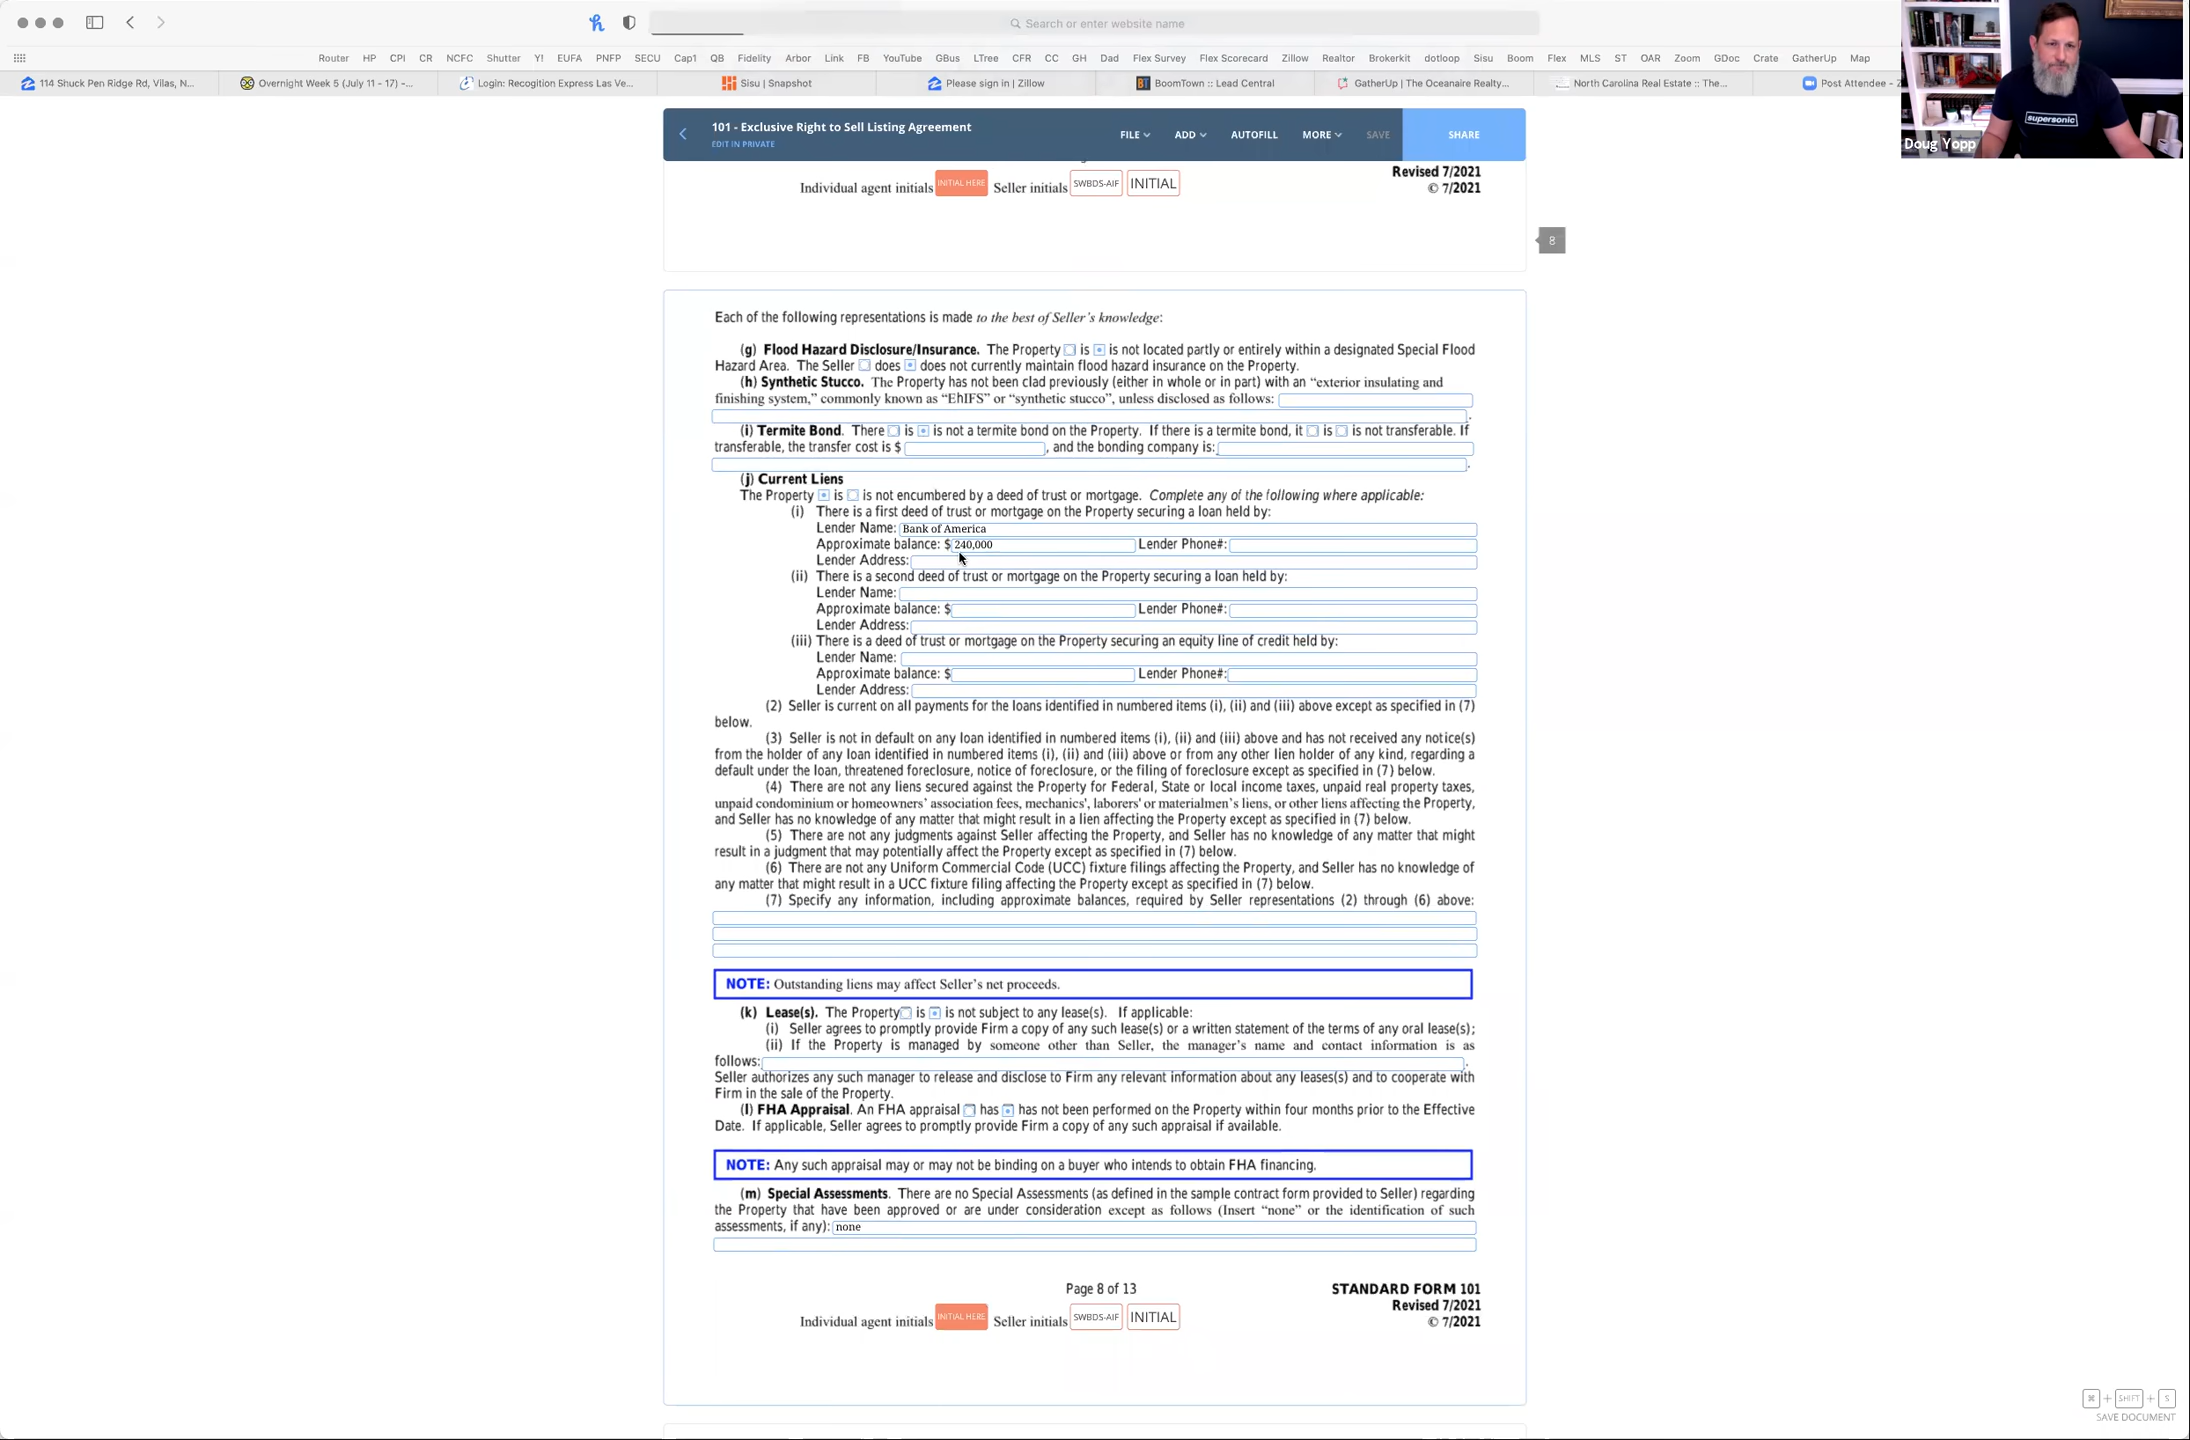 Search or enter website name
Router HP CPI CR NCFC Shutter Y! EUFA PNFP SECU Cap1 QB Fidelity Arbor Link FB YouTube GBus LTree CFR CC GH Dad Flex Survey Flex Scorecard Zillow Realtor Brokerkit dotloop Sisu Boom Flex MLS ST OAR Zoom GDoc Crate GatherUp Map
114 Shuck Pen Ridge Rd, Vilas, N... Overnight Week 5 (July 11 - 17) -... Login: Recogition Express Las Ve... Sisu | Snapshot Please sign in | Zillow BoomTown :: Lead Central GatherUp | The Oceanaire Realty... North Carolina Real Estate :: The... Post Attendee - Z
supersonic
Doug Yopp
101 - Exclusive Right to Sell Listing Agreement
EDIT IN PRIVATE
FILE ADD AUTOFILL MORE SAVE SHARE
Revised 7/2021
Individual agent initials INITIAL HERE Seller initials SWBDS-AIF INITIAL © 7/2021
8
Each of the following representations is made to the best of Seller's knowledge:
(g) Flood Hazard Disclosure/Insurance. The Property is is not located partly or entirely within a designated Special Flood
Hazard Area. The Seller does does not currently maintain flood hazard insurance on the Property.
(h) Synthetic Stucco. The Property has not been clad previously (either in whole or in part) with an “exterior insulating and
finishing system,” commonly known as “EhIFS” or “synthetic stucco”, unless disclosed as follows:
.
(i) Termite Bond. There is is not a termite bond on the Property. If there is a termite bond, it is is not transferable. If
transferable, the transfer cost is $ , and the bonding company is:
.
(j) Current Liens
The Property is is not encumbered by a deed of trust or mortgage. Complete any of the following where applicable:
(i) There is a first deed of trust or mortgage on the Property securing a loan held by:
Lender Name: Bank of America
Approximate balance: $ 240,000 Lender Phone#:
Lender Address:
(ii) There is a second deed of trust or mortgage on the Property securing a loan held by:
Lender Name:
Approximate balance: $ Lender Phone#:
Lender Address:
(iii) There is a deed of trust or mortgage on the Property securing an equity line of credit held by:
Lender Name:
Approximate balance: $ Lender Phone#:
Lender Address:
(2) Seller is current on all payments for the loans identified in numbered items (i), (ii) and (iii) above except as specified in (7)
below.
(3) Seller is not in default on any loan identified in numbered items (i), (ii) and (iii) above and has not received any notice(s)
from the holder of any loan identified in numbered items (i), (ii) and (iii) above or from any other lien holder of any kind, regarding a
default under the loan, threatened foreclosure, notice of foreclosure, or the filing of foreclosure except as specified in (7) below.
(4) There are not any liens secured against the Property for Federal, State or local income taxes, unpaid real property taxes,
unpaid condominium or homeowners’ association fees, mechanics', laborers' or materialmen’s liens, or other liens affecting the Property,
and Seller has no knowledge of any matter that might result in a lien affecting the Property except as specified in (7) below.
(5) There are not any judgments against Seller affecting the Property, and Seller has no knowledge of any matter that might
result in a judgment that may potentially affect the Property except as specified in (7) below.
(6) There are not any Uniform Commercial Code (UCC) fixture filings affecting the Property, and Seller has no knowledge of
any matter that might result in a UCC fixture filing affecting the Property except as specified in (7) below.
(7) Specify any information, including approximate balances, required by Seller representations (2) through (6) above:
NOTE: Outstanding liens may affect Seller’s net proceeds.
(k) Lease(s). The Property is is not subject to any lease(s). If applicable:
(i) Seller agrees to promptly provide Firm a copy of any such lease(s) or a written statement of the terms of any oral lease(s);
(ii) If the Property is managed by someone other than Seller, the manager’s name and contact information is as
follows: .
Seller authorizes any such manager to release and disclose to Firm any relevant information about any leases(s) and to cooperate with
Firm in the sale of the Property.
(l) FHA Appraisal. An FHA appraisal has has not been performed on the Property within four months prior to the Effective
Date. If applicable, Seller agrees to promptly provide Firm a copy of any such appraisal if available.
NOTE: Any such appraisal may or may not be binding on a buyer who intends to obtain FHA financing.
(m) Special Assessments. There are no Special Assessments (as defined in the sample contract form provided to Seller) regarding
the Property that have been approved or are under consideration except as follows (Insert “none” or the identification of such
assessments, if any): none
Page 8 of 13 STANDARD FORM 101
Revised 7/2021
Individual agent initials INITIAL HERE Seller initials SWBDS-AIF INITIAL © 7/2021
⌘ + SHIFT + S
SAVE DOCUMENT